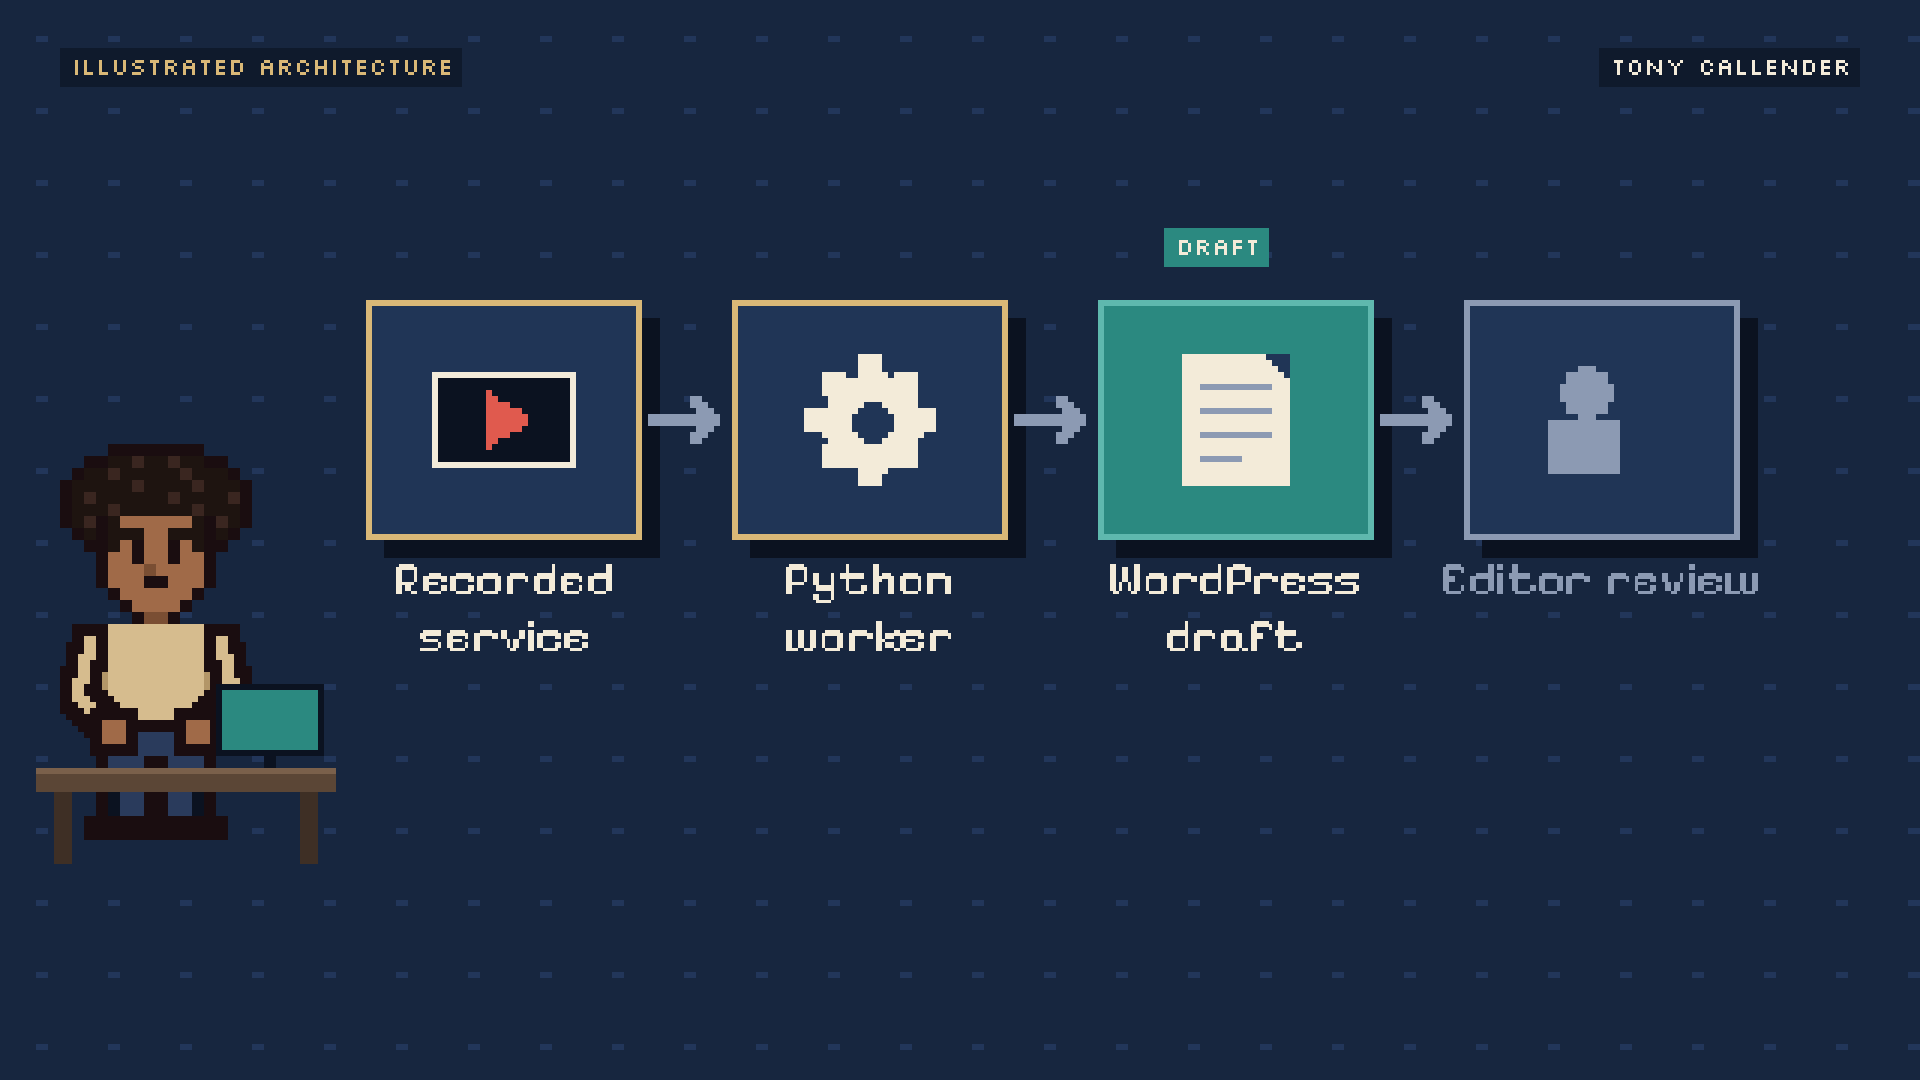 ILLUSTRATED ARCHITECTURE
TONY CALLENDER
DRAFT
Recorded
service
Python
worker
WordPress
draft
Editor review